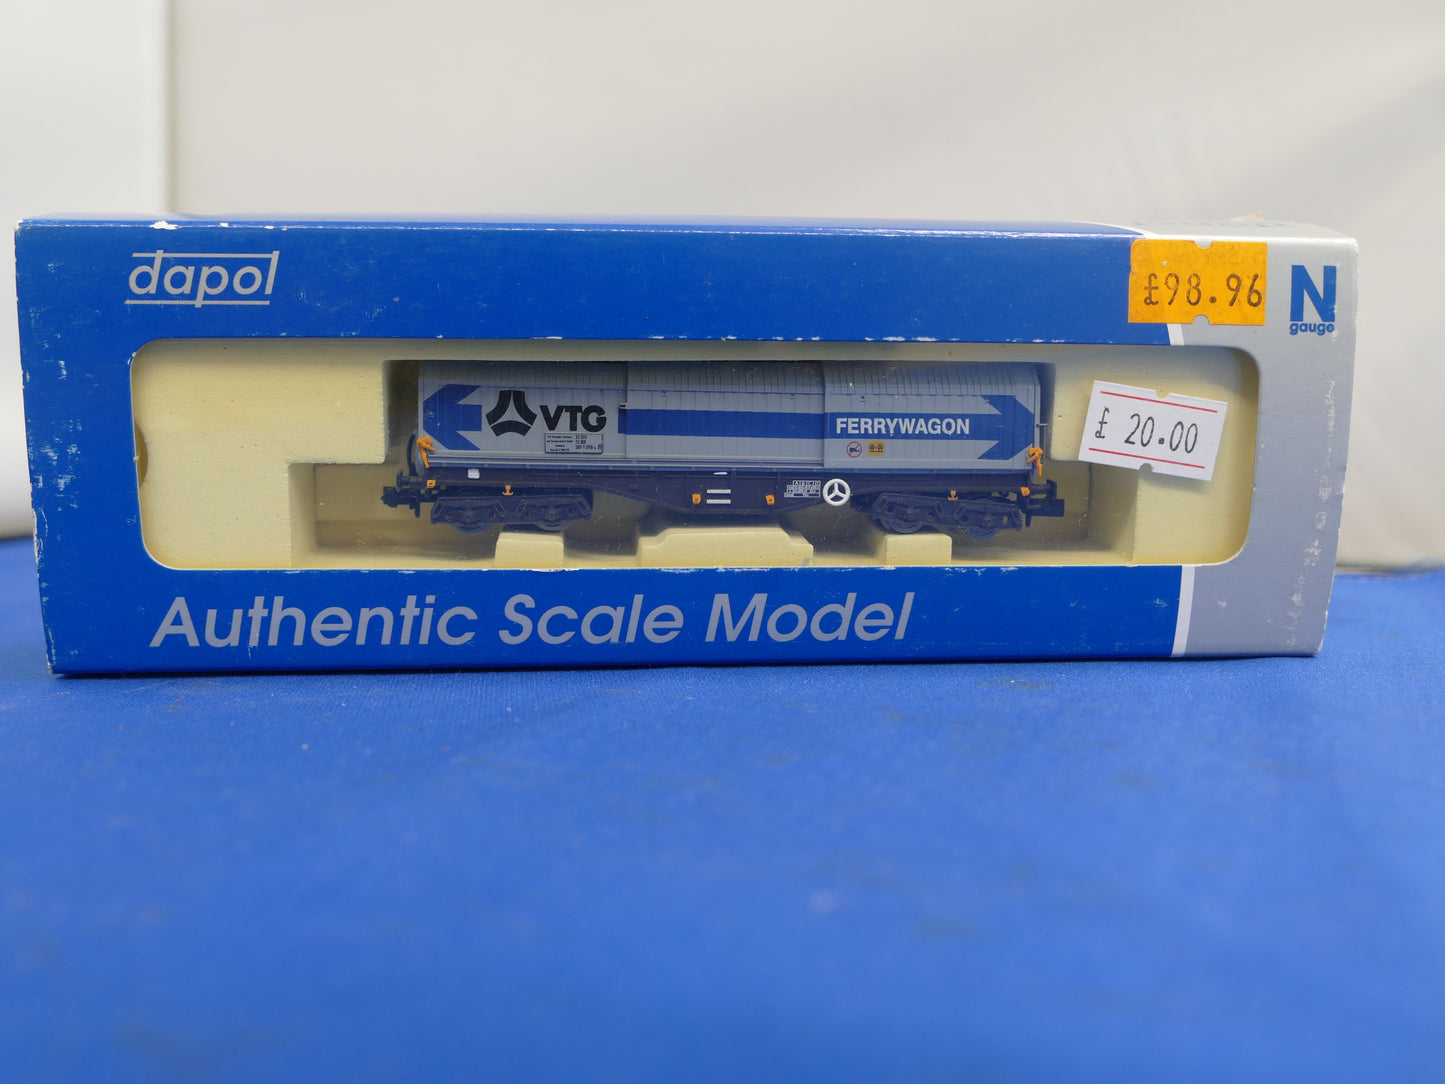 dapol
£98.96
N
gauge
£ 20.00
VTG
FERRYWAGON
Authentic Scale Model